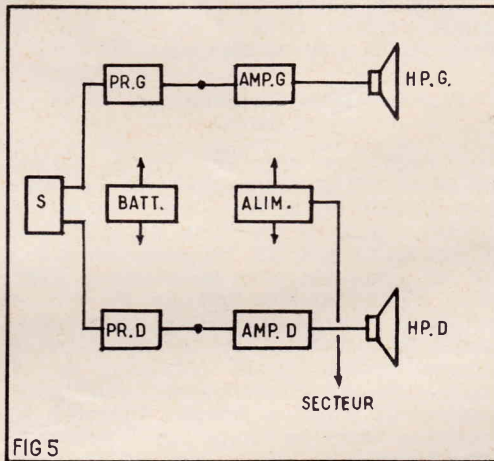 PR.G
AMP.G
HP.G.
S
BATT.
ALIM.
PR.D
AMP.D
HP.D
SECTEUR
FIG 5